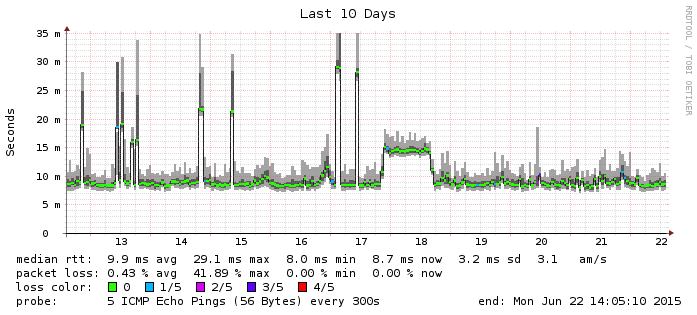 Last 10 Days
RRDTOOL / TOBI OETIKER
Seconds
35 m
30 m
25 m
20 m
15 m
10 m
5 m
0
13 14 15 16 17 18 19 20 21 22
median rtt: 9.9 ms avg 29.1 ms max 8.0 ms min 8.7 ms now 3.2 ms sd 3.1 am/s
packet loss: 0.43 % avg 41.89 % max 0.00 % min 0.00 % now
loss color: 0 1/5 2/5 3/5 4/5
probe: 5 ICMP Echo Pings (56 Bytes) every 300s end: Mon Jun 22 14:05:10 2015